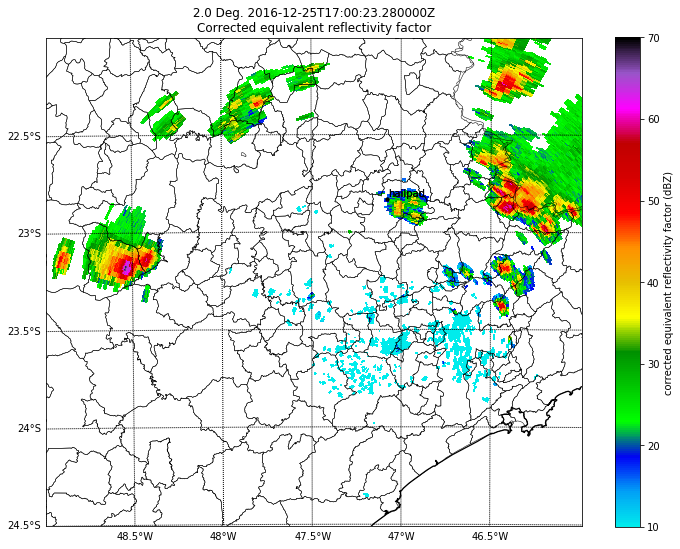 2.0 Deg. 2016-12-25T17:00:23.280000Z
Corrected equivalent reflectivity factor
22.5°S
23°S
23.5°S
24°S
24.5°S
48.5°W
48°W
47.5°W
47°W
46.5°W
hailpad
70
60
50
40
30
20
10
corrected equivalent reflectivity factor (dBZ)